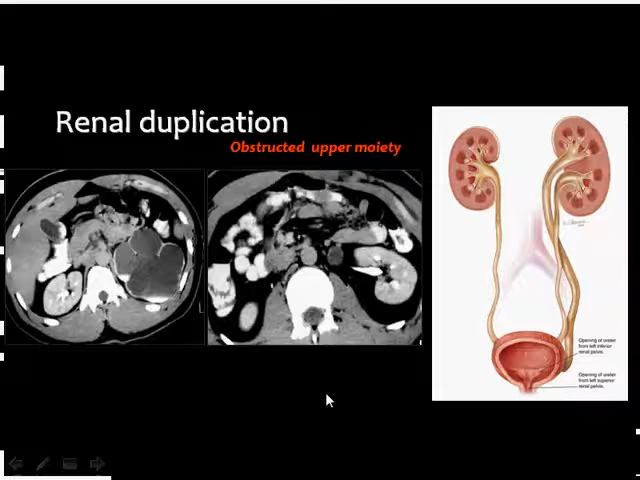 Renal duplication
Obstructed upper moiety
Opening of ureter
from left inferior
renal pelvis.
Opening of ureter
from left superior
renal pelvis.